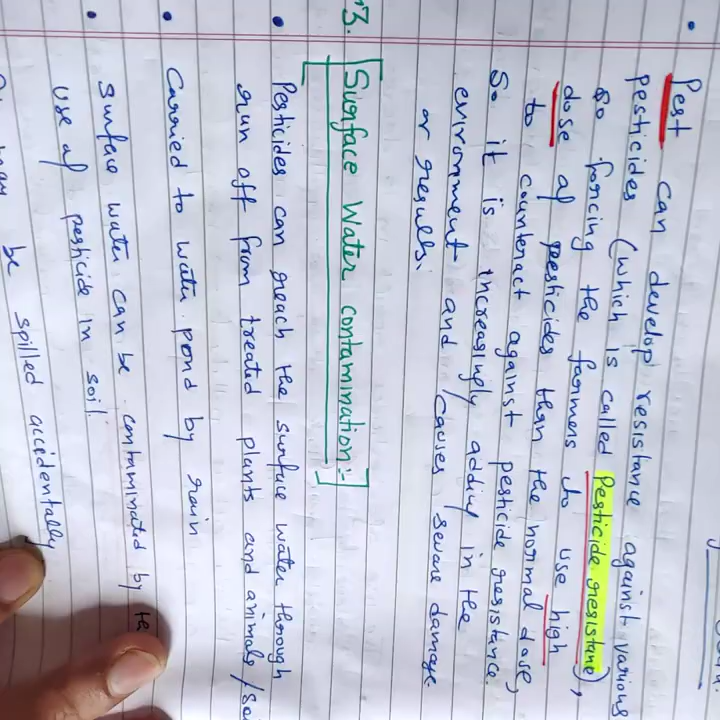 • Pest can develop resistance against various
pesticides (which is called Pesticide resistane),
so forcing the farmers to use high
dose of pesticides than the normal dose,
to counteract against pesticide resistance.
So it is increasingly adding in the
environment and causes severe damage
or results.
3. Surface Water contamination:-
• Pesticides can reach the surface water through
run off from treated plants and animals /
• Carried to water pond by rain
• Surface water can be contaminated by
use of pesticide in soil.
be spilled accidentally